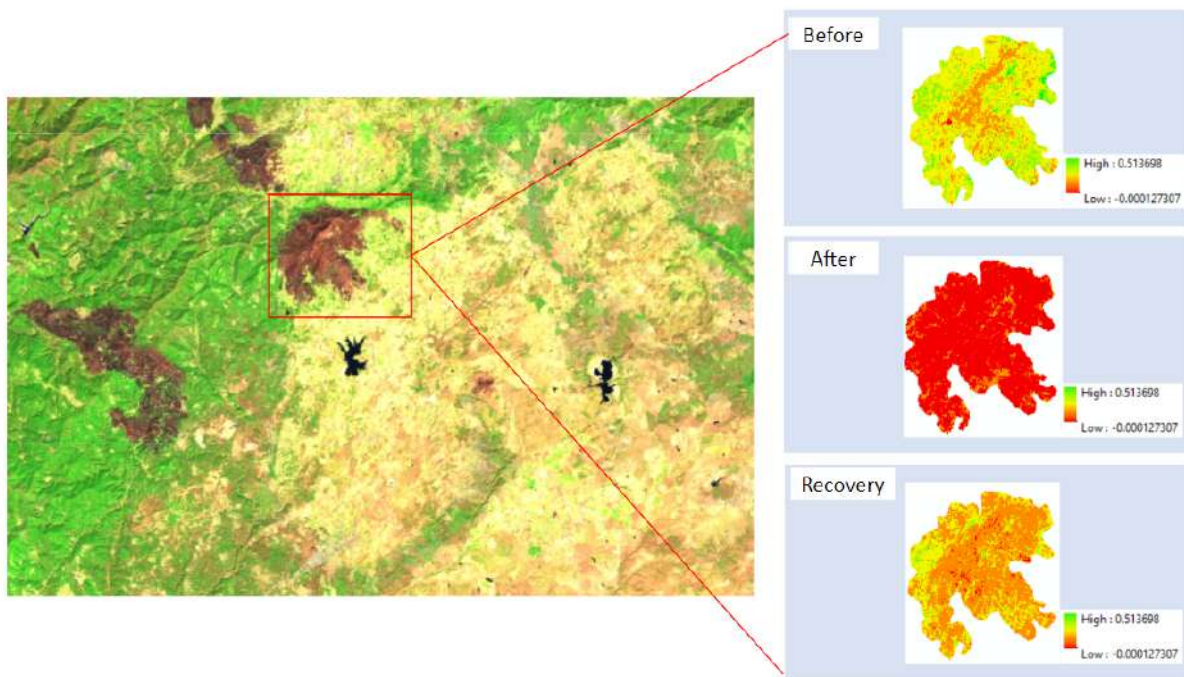 Before
High : 0.513698
Low : -0.000127307
After
High : 0.513698
Low : -0.000127307
Recovery
High : 0.513698
Low : -0.000127307